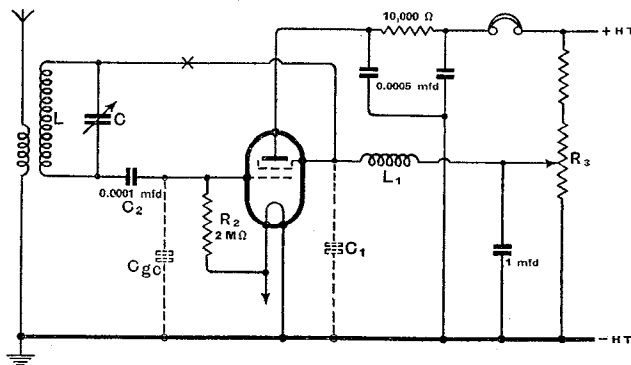 10,000 Ω
+HT
0.0005 mfd
L
C
0.0001 mfd
C2
R2
2 MΩ
L1
R3
Cgc
C1
1 mfd
-HT